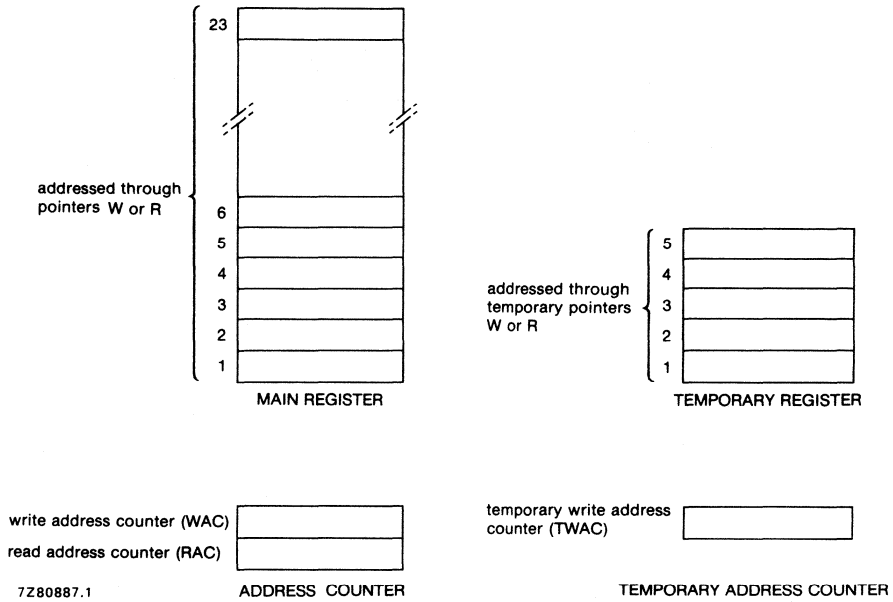 23
addressed through
pointers W or R
6
5
4
3
2
1
MAIN REGISTER
addressed through
temporary pointers
W or R
5
4
3
2
1
TEMPORARY REGISTER
write address counter (WAC)
read address counter (RAC)
ADDRESS COUNTER
temporary write address
counter (TWAC)
TEMPORARY ADDRESS COUNTER
7Z80887.1